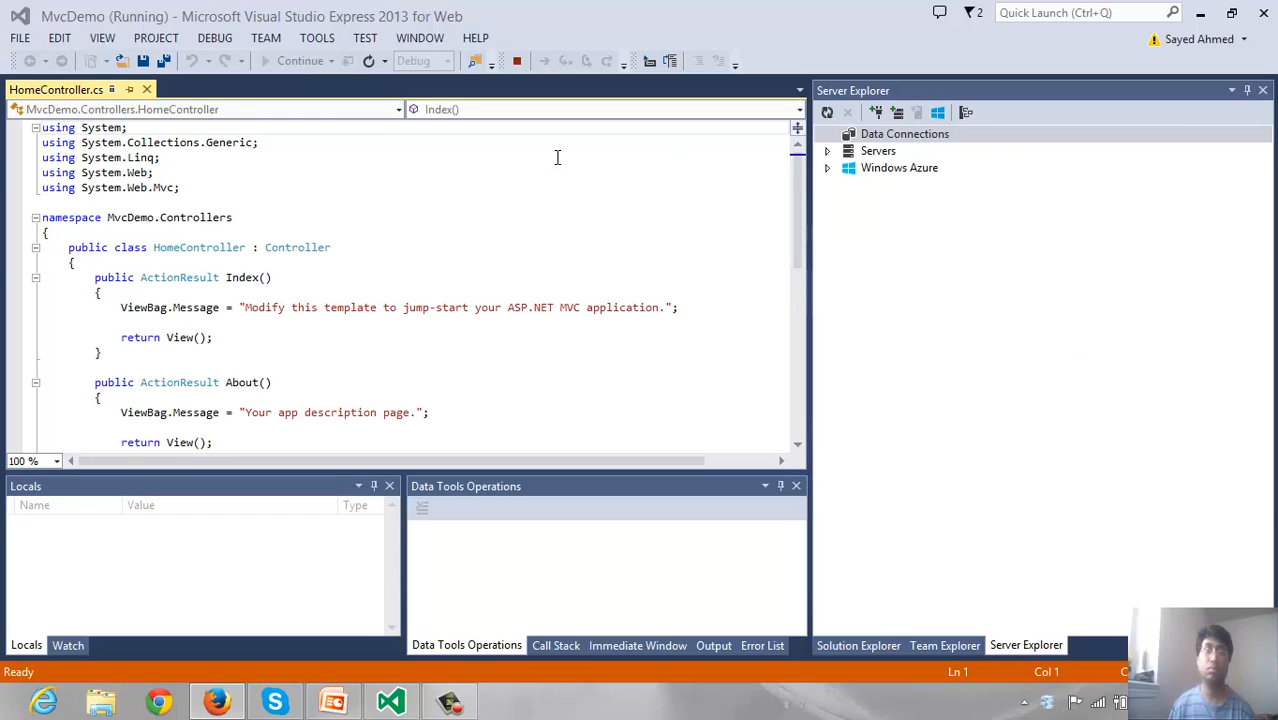 MvcDemo (Running) - Microsoft Visual Studio Express 2013 for Web
2
Quick Launch (Ctrl+Q)
FILE EDIT VIEW PROJECT DEBUG TEAM TOOLS TEST WINDOW HELP
Sayed Ahmed
Continue Debug
HomeController.cs
MvcDemo.Controllers.HomeController
Index()
using System;
using System.Collections.Generic;
using System.Linq;
using System.Web;
using System.Web.Mvc;
namespace MvcDemo.Controllers
{
public class HomeController : Controller
{
public ActionResult Index()
{
ViewBag.Message = "Modify this template to jump-start your ASP.NET MVC application.";
return View();
}
public ActionResult About()
{
ViewBag.Message = "Your app description page.";
return View();
100 %
Server Explorer
Data Connections
Servers
Windows Azure
Locals
Name Value Type
Locals Watch
Data Tools Operations
Data Tools Operations Call Stack Immediate Window Output Error List
Solution Explorer Team Explorer Server Explorer
Ready Ln 1 Col 1